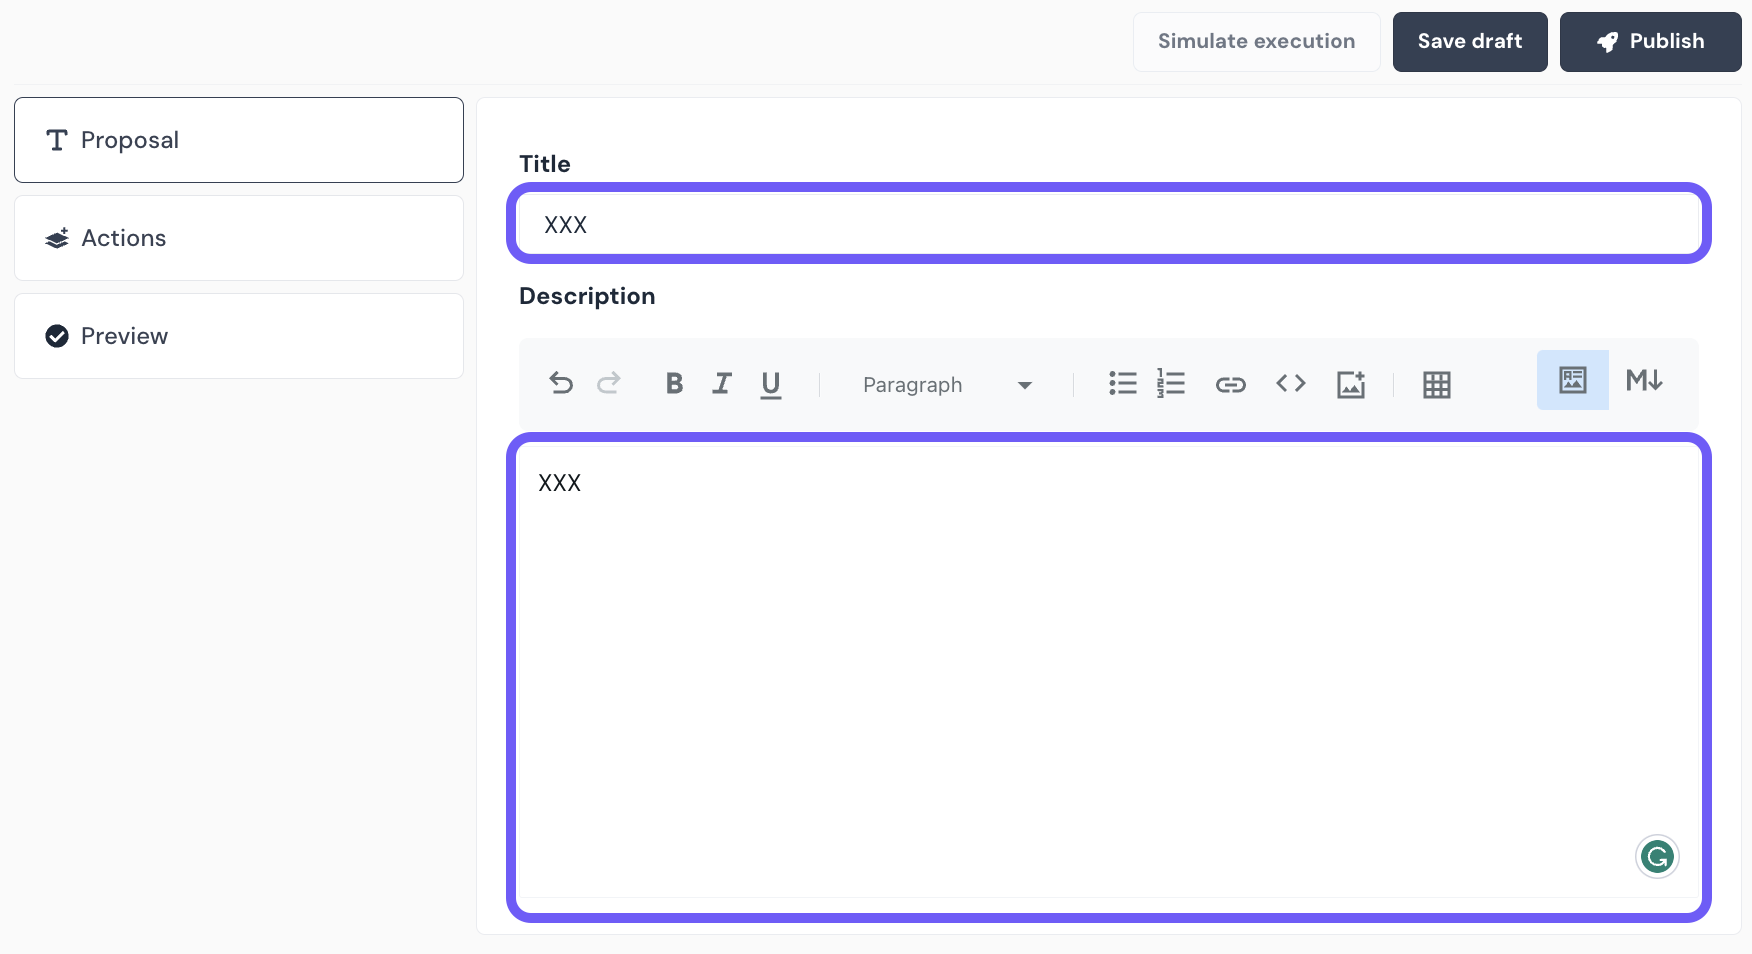 Simulate execution
Save draft
Publish
Proposal
Actions
Preview
Title
XXX
Description
B I U
Paragraph
M↓
XXX